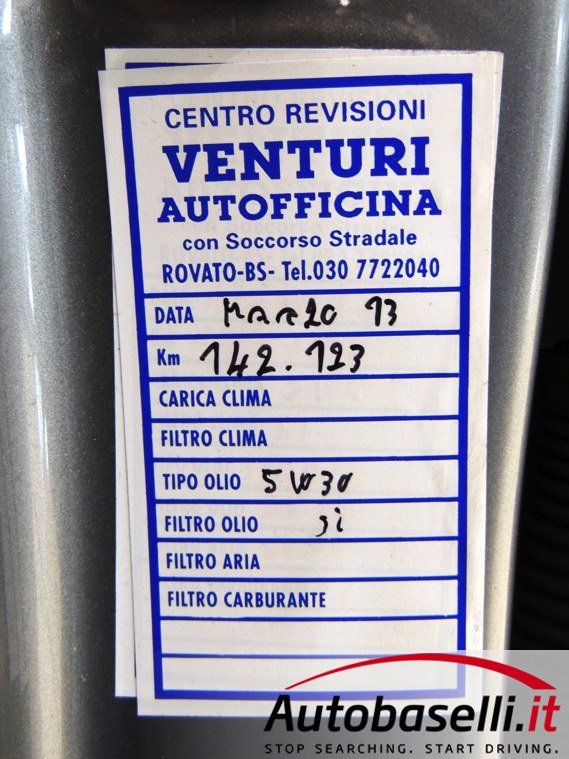 CENTRO REVISIONI
VENTURI
AUTOFFICINA
con Soccorso Stradale
ROVATO-BS- Tel.030 7722040
DATA Marzo 13
Km 142.123
CARICA CLIMA
FILTRO CLIMA
TIPO OLIO 5W30
FILTRO OLIO si
FILTRO ARIA
FILTRO CARBURANTE
Autobaselli.it
STOP SEARCHING. START DRIVING.